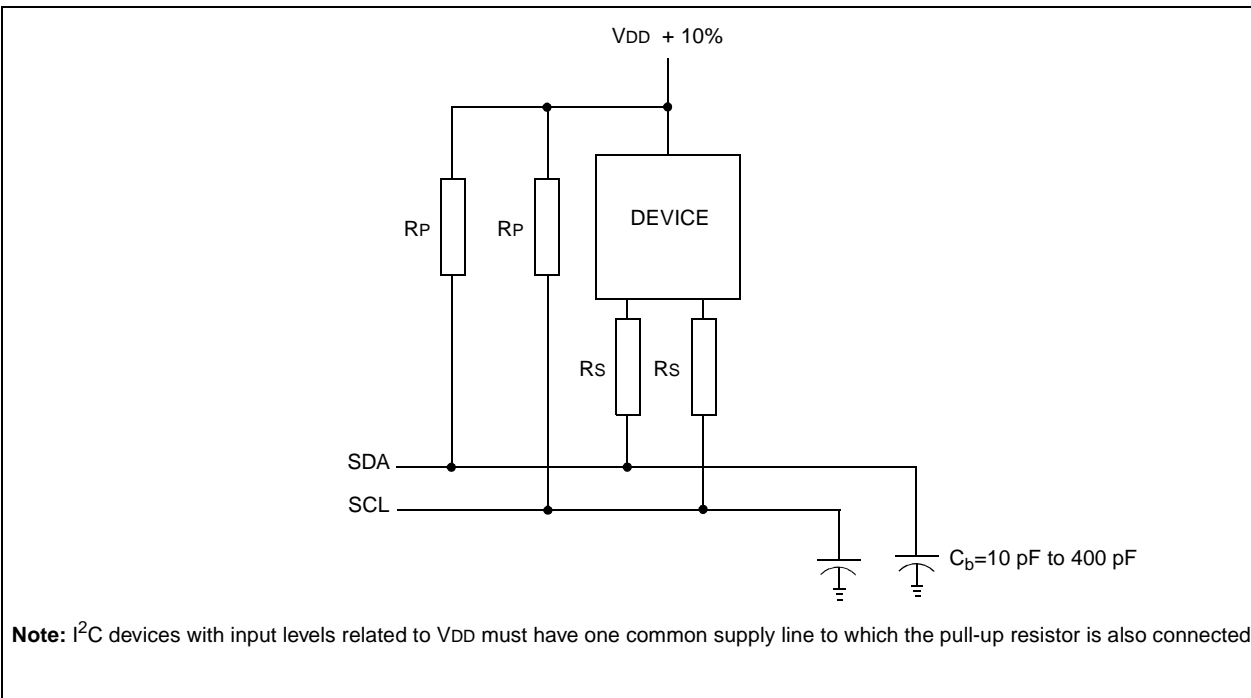 VDD + 10%
RP
RP
DEVICE
RS
RS
SDA
SCL
Cb=10 pF to 400 pF
Note: I2C devices with input levels related to VDD must have one common supply line to which the pull-up resistor is also connected